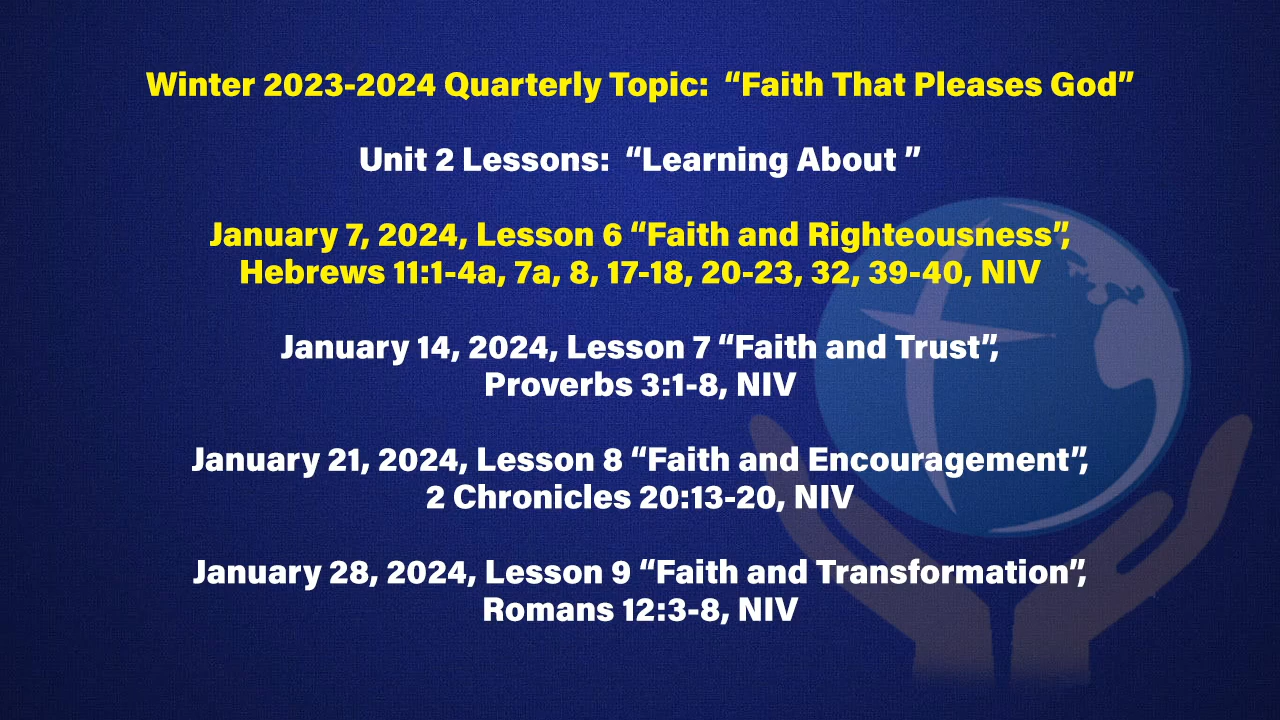 Winter 2023-2024 Quarterly Topic:  “Faith That Pleases God”
Unit 2 Lessons:  “Learning About ”
January 7, 2024, Lesson 6 “Faith and Righteousness”,
Hebrews 11:1-4a, 7a, 8, 17-18, 20-23, 32, 39-40, NIV
January 14, 2024, Lesson 7 “Faith and Trust”,
Proverbs 3:1-8, NIV
January 21, 2024, Lesson 8 “Faith and Encouragement”,
2 Chronicles 20:13-20, NIV
January 28, 2024, Lesson 9 “Faith and Transformation”,
Romans 12:3-8, NIV